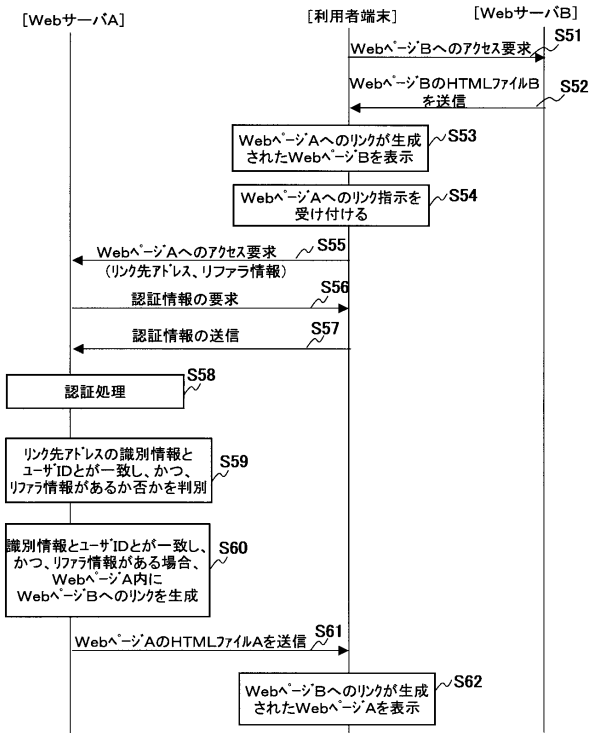 [WebサーバA]
[利用者端末]
[WebサーバB]
S51
WebページBへのアクセス要求
S52
WebページBのHTMLファイルB
を送信
S53
WebページAへのリンクが生成
されたWebページBを表示
S54
WebページAへのリンク指示を
受け付ける
S55
WebページAへのアクセス要求
(リンク先アドレス、リファラ情報)
S56
認証情報の要求
S57
認証情報の送信
S58
認証処理
S59
リンク先アドレスの識別情報と
ユーザIDとが一致し、かつ、
リファラ情報があるか否かを判別
S60
識別情報とユーザIDとが一致し、
かつ、リファラ情報がある場合、
WebページA内に
WebページBへのリンクを生成
S61
WebページAのHTMLファイルAを送信
S62
WebページBへのリンクが生成
されたWebページAを表示